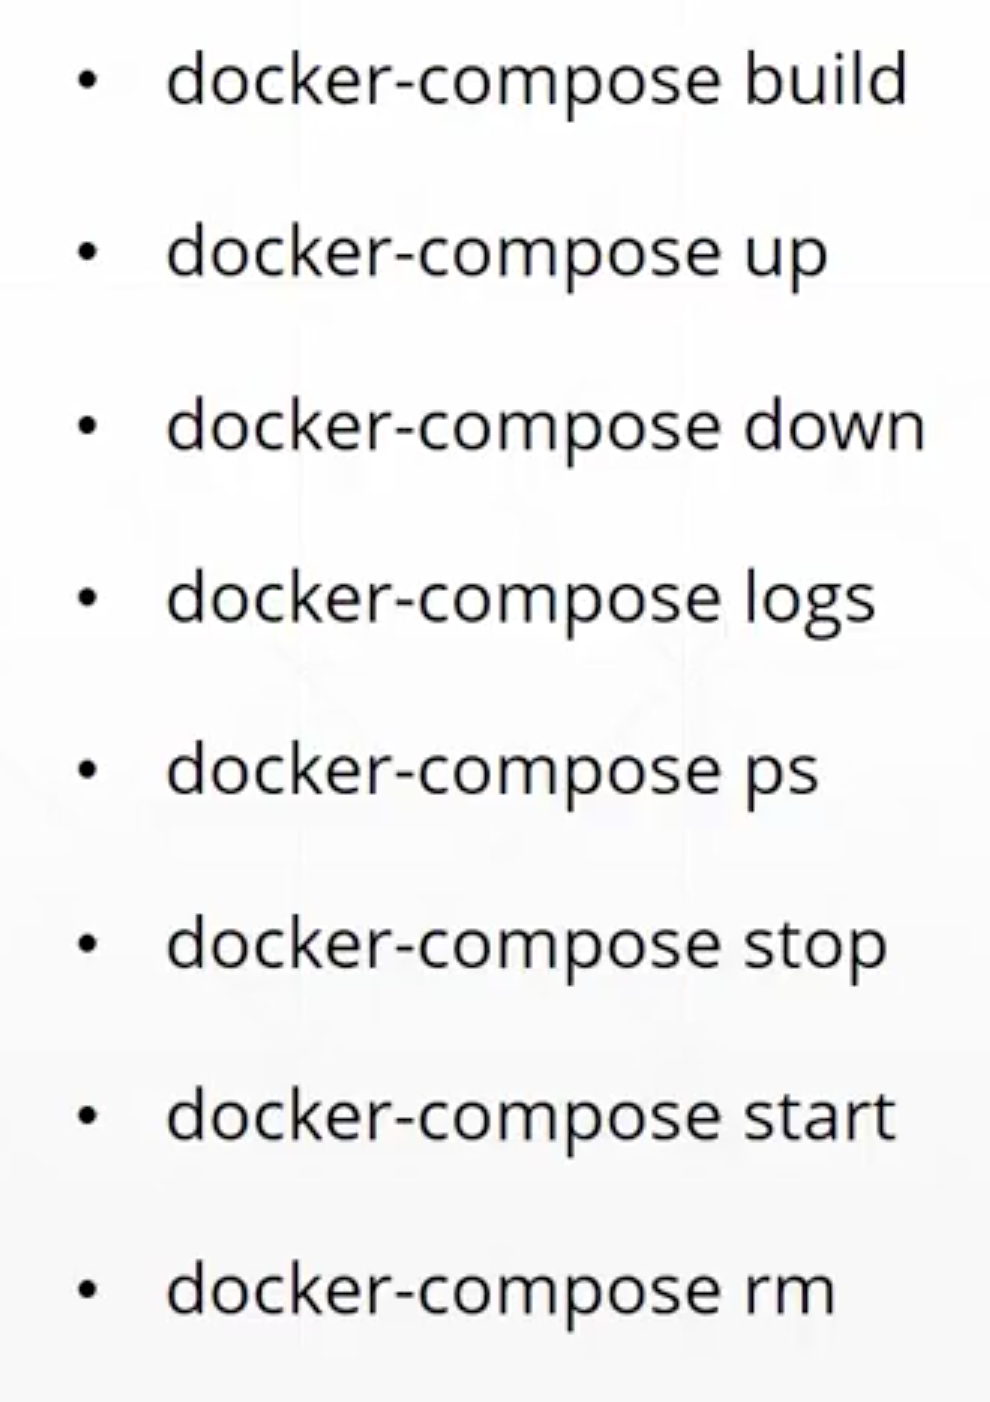 • docker-compose build
• docker-compose up
• docker-compose down
• docker-compose logs
• docker-compose ps
• docker-compose stop
• docker-compose start
• docker-compose rm